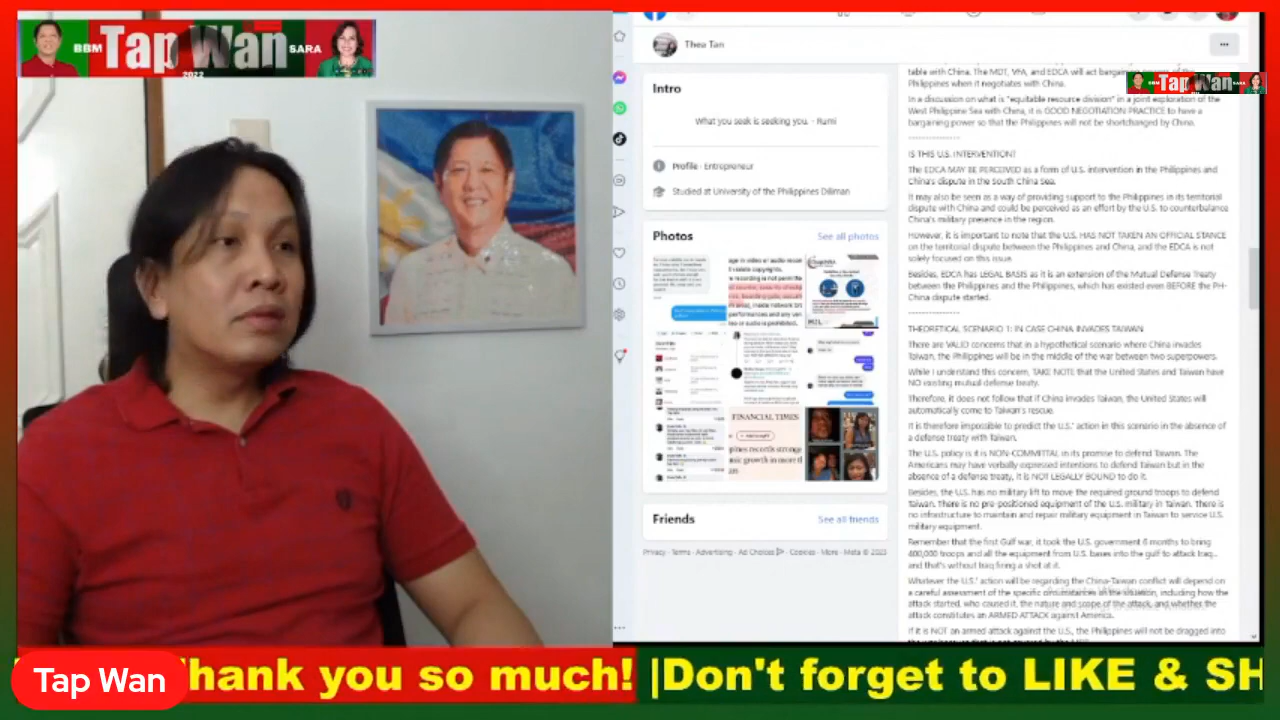 BBM Tap Wan SARA
2022
Thea Tan
BBM Tap Wan SARA
Intro
What you seek is seeking you. - Rumi
Profile · Entrepreneur
Studied at University of the Philippines Diliman
Photos
See all photos
FINANCIAL TIMES
Friends
See all friends
Privacy · Terms · Advertising · Ad Choices · Cookies · More · Meta © 2023
table with China. The MDT, VFA, and EDCA will act
Philippines when it negotiates with China.
In a discussion on what is "equitable resource division" in a joint exploration of the
West Philippine Sea with China, it is GOOD NEGOTIATION PRACTICE to have a
bargaining power so that the Philippines will not be shortchanged by China.
---------------
IS THIS U.S. INTERVENTION?
The EDCA MAY BE PERCEIVED as a form of U.S. intervention in the Philippines and
China's dispute in the South China Sea.
It may also be seen as a way of providing support to the Philippines in its territorial
dispute with China and could be perceived as an effort by the U.S. to counterbalance
China's military presence in the region.
However, it is important to note that the U.S. HAS NOT TAKEN AN OFFICIAL STANCE
on the territorial dispute between the Philippines and China, and the EDCA is not
solely focused on this issue.
Besides, EDCA has LEGAL BASIS as it is an extension of the Mutual Defense Treaty
between the Philippines and the Philippines, which has existed even BEFORE the PH-
China dispute started.
---------------
THEORETICAL SCENARIO 1: IN CASE CHINA INVADES TAIWAN
There are VALID concerns that in a hypothetical scenario where China invades
Taiwan, the Philippines will be in the middle of the war between two superpowers.
While I understand this concern, TAKE NOTE that the United States and Taiwan have
NO existing mutual defense treaty.
Therefore, it does not follow that if China invades Taiwan, the United States will
automatically come to Taiwan's rescue.
It is therefore impossible to predict the U.S.' action in this scenario in the absence of
a defense treaty with Taiwan.
The U.S. policy is it is NON-COMMITTAL in its promise to defend Taiwan. The
Americans may have verbally expressed intentions to defend Taiwan but in the
absence of a defense treaty, it is NOT LEGALLY BOUND to do it.
Besides, the U.S. has no military lift to move the required ground troops to defend
Taiwan. There is no pre-positioned equipment of the U.S. military in Taiwan. There is
no infrastructure to maintain and repair military equipment in Taiwan to service U.S.
military equipment.
Remember that the first Gulf war, it took the U.S. government 6 months to bring
400,000 troops and all the equipment from U.S. bases into the gulf to attack Iraq...
and that's without Iraq firing a shot at it.
Whatever the U.S.' action will be regarding the China-Taiwan conflict will depend on
a careful assessment of the specific circumstances in the situation, including how the
attack started, who caused it, the nature and scope of the attack, and whether the
attack constitutes an ARMED ATTACK against America.
If it is NOT an armed attack against the U.S., the Philippines will not be dragged into
Tap Wan
hank you so much! |Don't forget to LIKE & SH